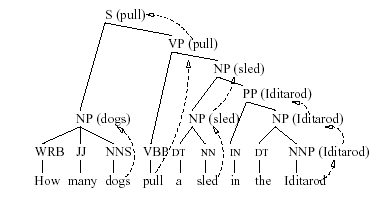 S (pull)
VP (pull)
NP (sled)
PP (Iditarod)
NP (dogs) NP (sled) NP (Iditarod)
WRB JJ NNS VBP DT NN IN DT NNP (Iditarod)
How many dogs pull a sled in the Iditarod